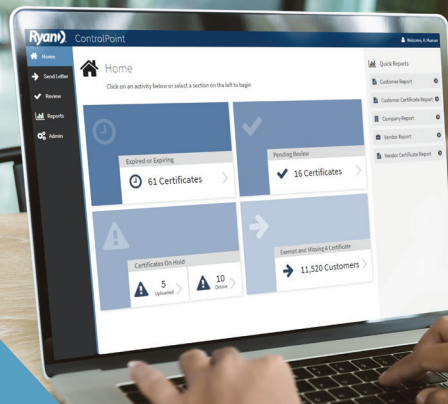 Ryan ControlPoint
Welcome, K Human
Home
Send Letter
Review
Reports
Admin
Home
Click on an activity below or select a section on the left to begin
Expired or Expiring
61 Certificates
Pending Review
16 Certificates
Certificates On Hold
5 Uploaded
10 Online
Exempt and Missing A Certificate
11,520 Customers
Quick Reports
Customer Report
Customer Certificate Report
Company Report
Vendor Report
Vendor Certificate Report